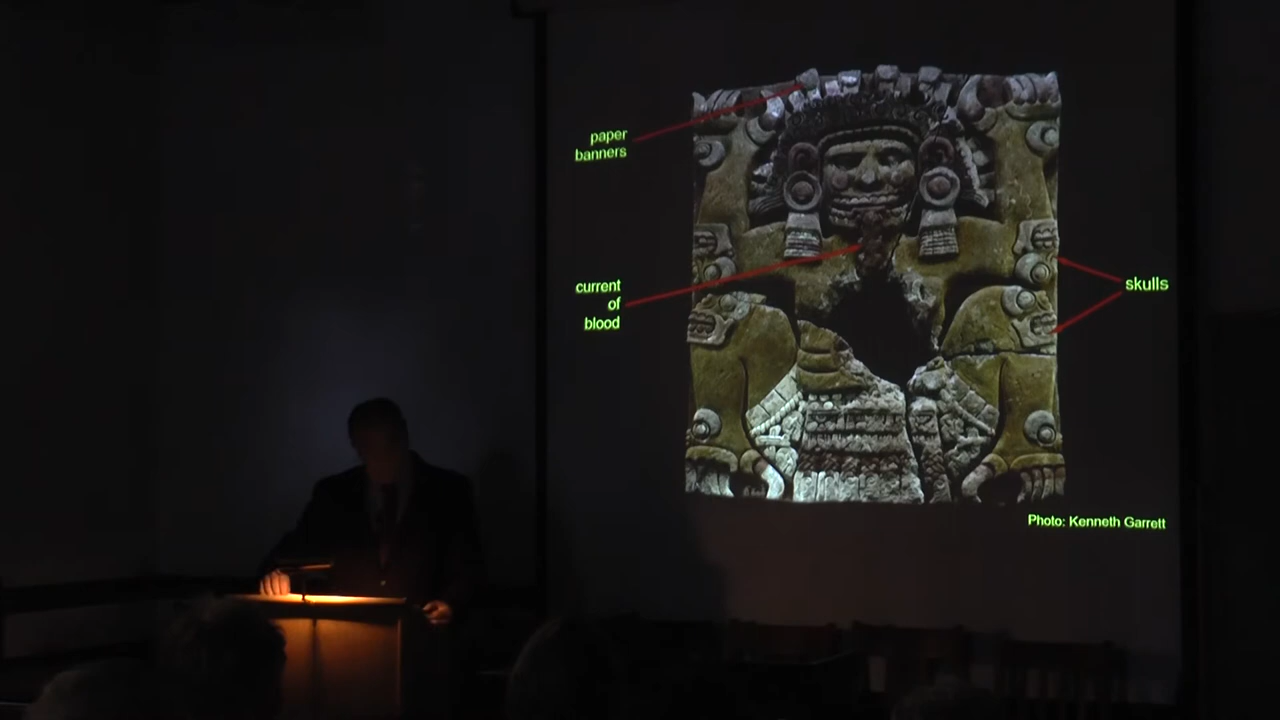 paper
banners
current
of
blood
skulls
Photo: Kenneth Garrett